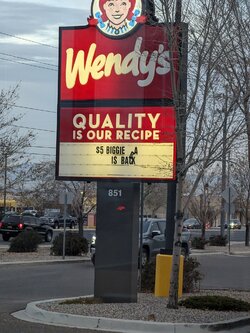 Wendy's
QUALITY
IS OUR RECIPE
$5 BIGGIE
IS BACK
851